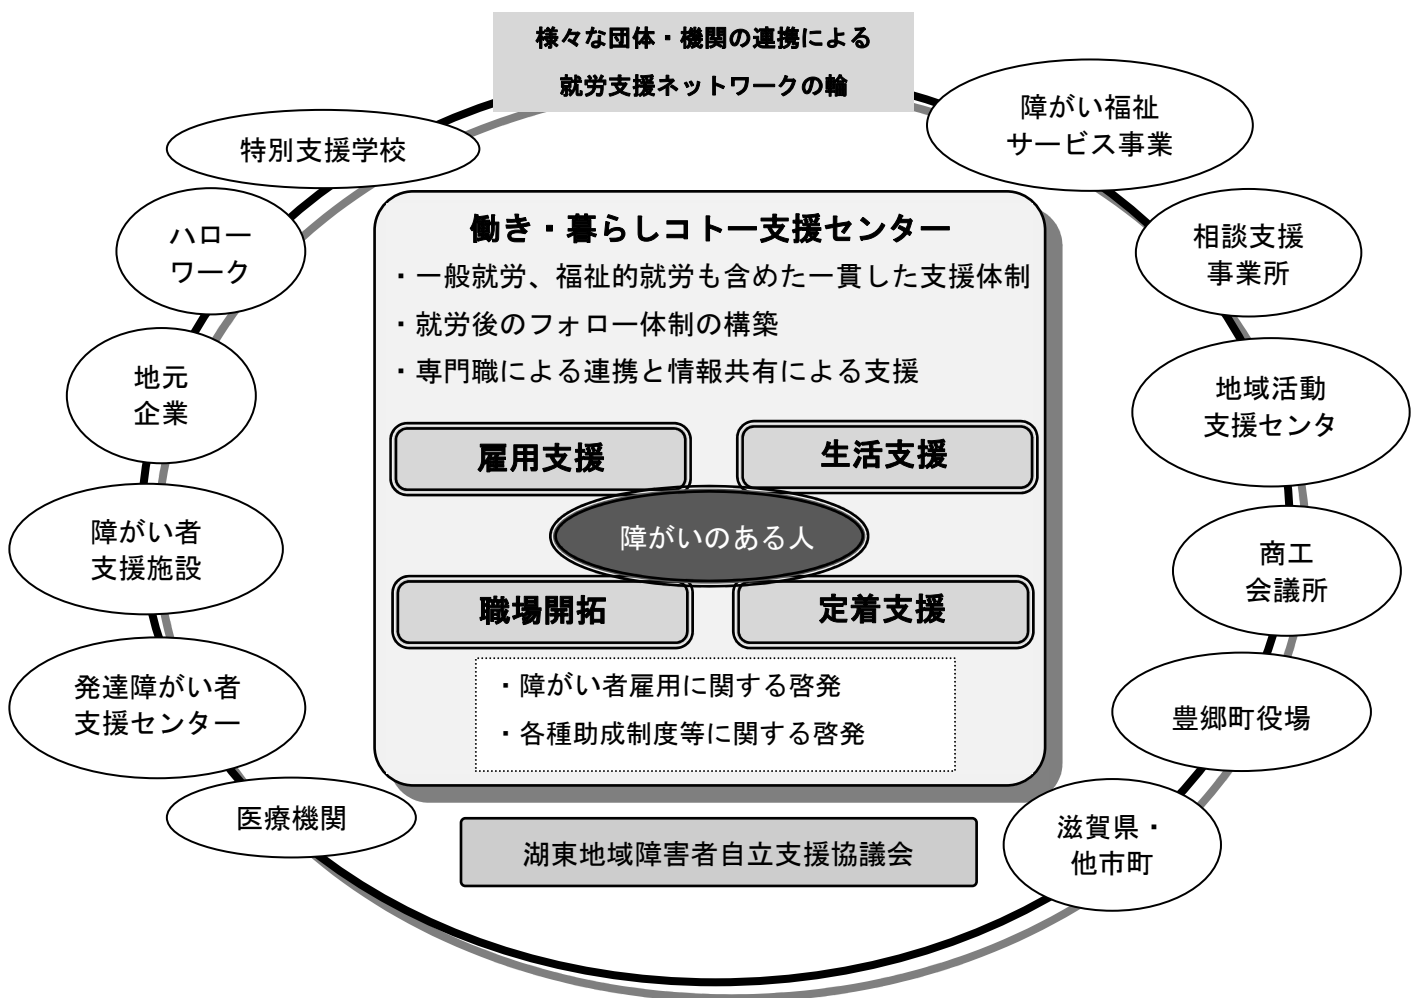 様々な団体・機関の連携による
就労支援ネットワークの輪
特別支援学校
障がい福祉
サービス事業
ハロー
ワーク
相談支援
事業所
地元
企業
地域活動
支援センタ
障がい者
支援施設
商工
会議所
発達障がい者
支援センター
豊郷町役場
医療機関
滋賀県・
他市町
働き・暮らしコトー支援センター
・一般就労、福祉的就労も含めた一貫した支援体制
・就労後のフォロー体制の構築
・専門職による連携と情報共有による支援
雇用支援
生活支援
障がいのある人
職場開拓
定着支援
・障がい者雇用に関する啓発
・各種助成制度等に関する啓発
湖東地域障害者自立支援協議会